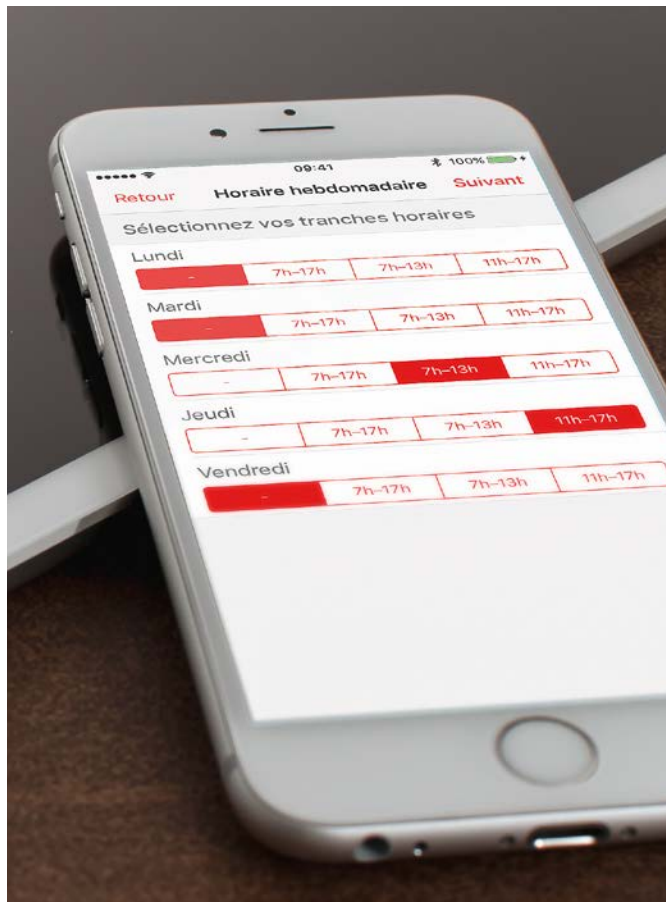 09:41 100%
Retour Horaire hebdomadaire Suivant
Sélectionnez vos tranches horaires
Lundi
- 7h–17h 7h–13h 11h–17h
Mardi
- 7h–17h 7h–13h 11h–17h
Mercredi
- 7h–17h 7h–13h 11h–17h
Jeudi
- 7h–17h 7h–13h 11h–17h
Vendredi
- 7h–17h 7h–13h 11h–17h